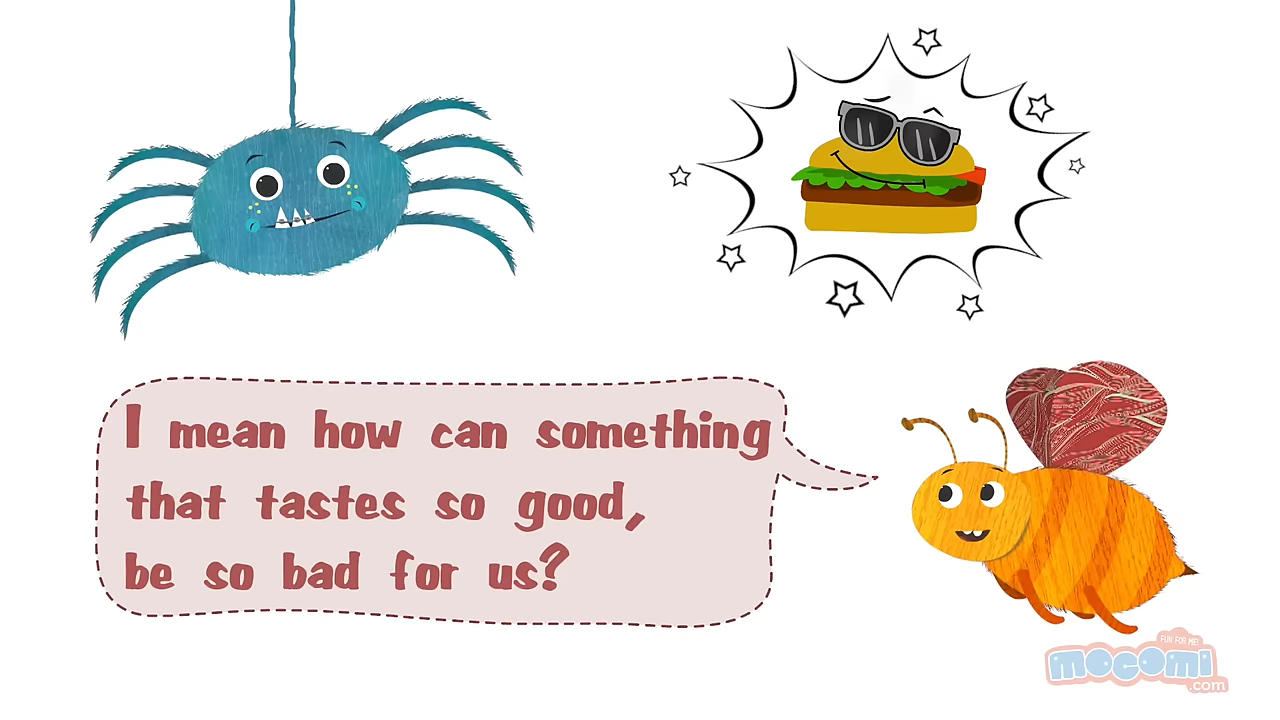 I mean how can something
that tastes so good,
be so bad for us?
FUN FOR ME!
mocomi
.com